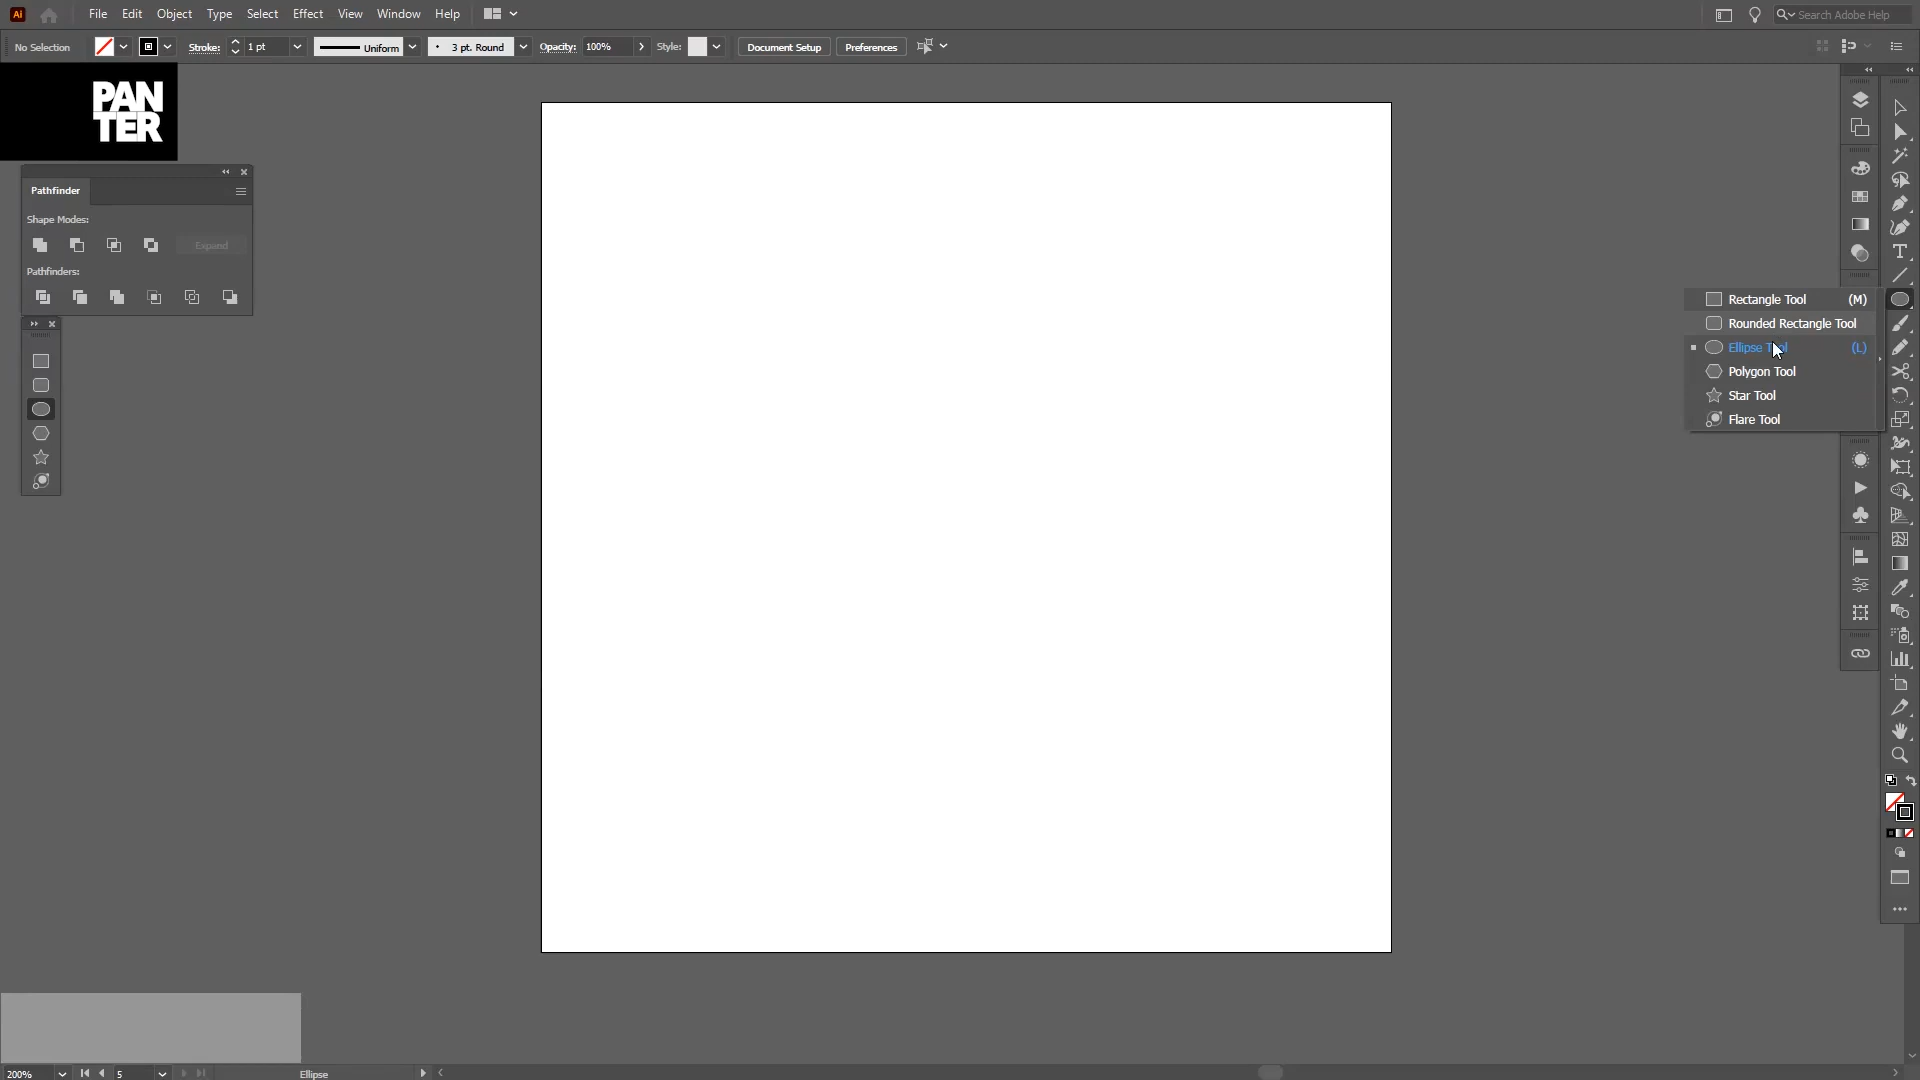 Ai File Edit Object Type Select Effect View Window Help Search Adobe Help
No Selection Stroke: 1 pt Uniform 3 pt. Round Opacity: 100% Style: Document Setup Preferences
PAN
TER
Pathfinder
Shape Modes:
Expand
Pathfinders:
Rectangle Tool (M)
Rounded Rectangle Tool
Ellipse Tool (L)
Polygon Tool
Star Tool
Flare Tool
200% 5 Ellipse